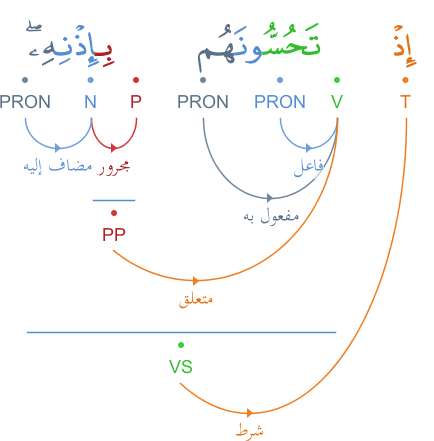 إِذْ تَحُسُّونَهُم بِإِذْنِهِۦ ۖ
T V PRON PRON P N PRON
فاعل مجرور مضاف إليه
مفعول به
PP
متعلق
VS
شرط